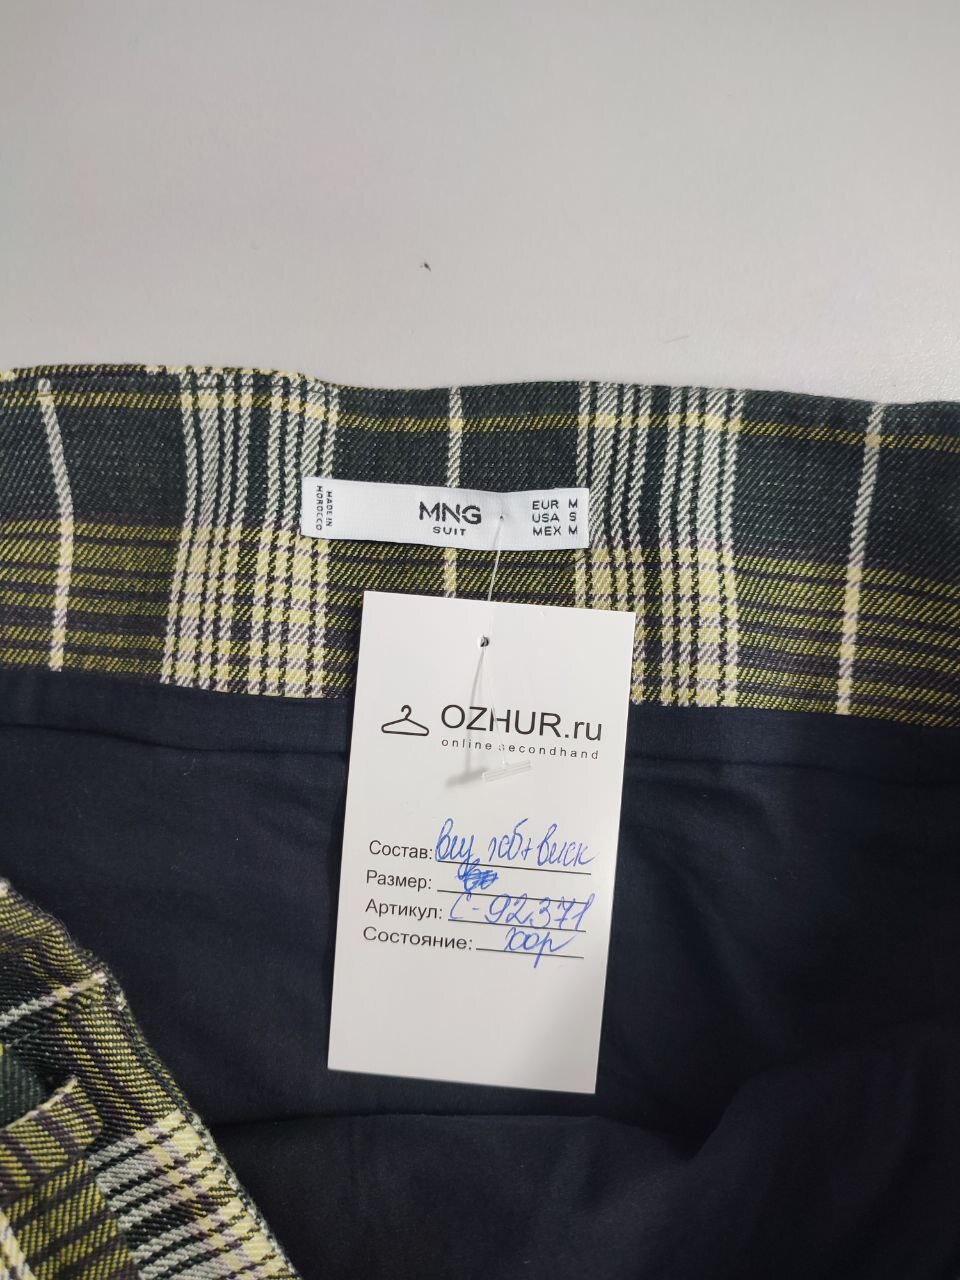 MADE IN
MOROCCO
MNG
SUIT
EUR M
USA S
MEX M
OZHUR.ru
online secondhand
Состав: виск
Размер:
Артикул: С-92371
Состояние: хор